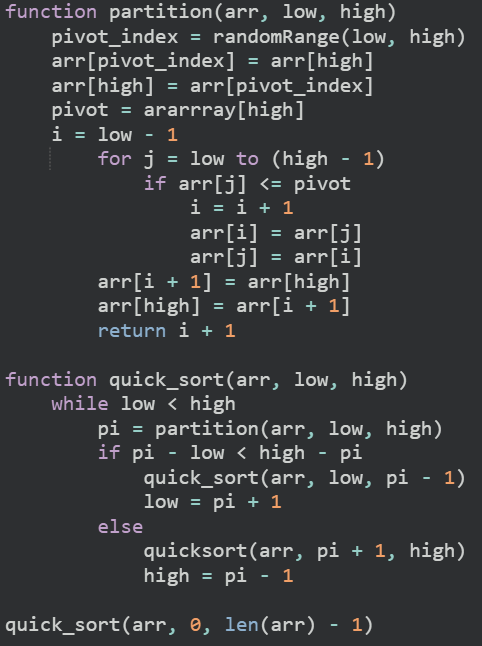 function partition(arr, low, high)
    pivot_index = randomRange(low, high)
    arr[pivot_index] = arr[high]
    arr[high] = arr[pivot_index]
    pivot = ararrray[high]
    i = low - 1
        for j = low to (high - 1)
            if arr[j] <= pivot
                i = i + 1
                arr[i] = arr[j]
                arr[j] = arr[i]
        arr[i + 1] = arr[high]
        arr[high] = arr[i + 1]
        return i + 1

function quick_sort(arr, low, high)
    while low < high
        pi = partition(arr, low, high)
        if pi - low < high - pi
            quick_sort(arr, low, pi - 1)
            low = pi + 1
        else
            quicksort(arr, pi + 1, high)
            high = pi - 1

quick_sort(arr, 0, len(arr) - 1)